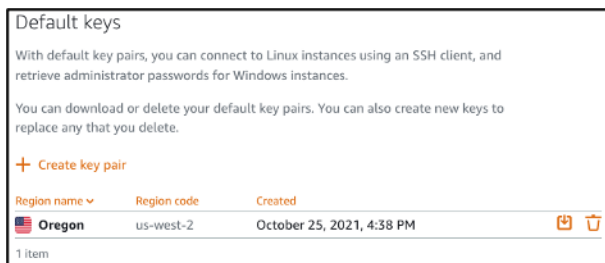 Default keys
With default key pairs, you can connect to Linux instances using an SSH client, and
retrieve administrator passwords for Windows instances.
You can download or delete your default key pairs. You can also create new keys to
replace any that you delete.
+ Create key pair
Region name Region code Created
Oregon us-west-2 October 25, 2021, 4:38 PM
1 item